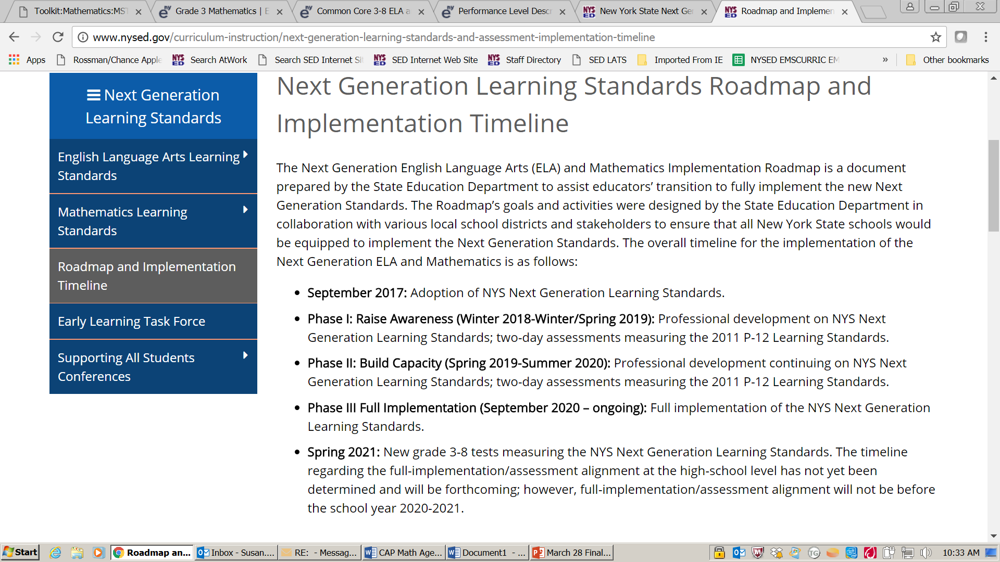 Toolkit:Mathematics:MST
Grade 3 Mathematics | E
Common Core 3-8 ELA a
Performance Level Descr
NYS ED New York State Next Ge
NYS ED Roadmap and Implemen
www.nysed.gov/curriculum-instruction/next-generation-learning-standards-and-assessment-implementation-timeline
Apps Rossman/Chance Apple NYS ED Search AtWork Search SED Internet Si NYS ED SED Internet Web Site NYS ED Staff Directory SED LATS Imported From IE NYSED EMSCURRIC EM » Other bookmarks
Next Generation
Learning Standards
English Language Arts Learning
Standards
Mathematics Learning
Standards
Roadmap and Implementation
Timeline
Early Learning Task Force
Supporting All Students
Conferences
Next Generation Learning Standards Roadmap and
Implementation Timeline
The Next Generation English Language Arts (ELA) and Mathematics Implementation Roadmap is a document
prepared by the State Education Department to assist educators’ transition to fully implement the new Next
Generation Standards. The Roadmap’s goals and activities were designed by the State Education Department in
collaboration with various local school districts and stakeholders to ensure that all New York State schools would
be equipped to implement the Next Generation Standards. The overall timeline for the implementation of the
Next Generation ELA and Mathematics is as follows:
• September 2017: Adoption of NYS Next Generation Learning Standards.
• Phase I: Raise Awareness (Winter 2018-Winter/Spring 2019): Professional development on NYS Next
Generation Learning Standards; two-day assessments measuring the 2011 P-12 Learning Standards.
• Phase II: Build Capacity (Spring 2019-Summer 2020): Professional development continuing on NYS Next
Generation Learning Standards; two-day assessments measuring the 2011 P-12 Learning Standards.
• Phase III Full Implementation (September 2020 – ongoing): Full implementation of the NYS Next Generation
Learning Standards.
• Spring 2021: New grade 3-8 tests measuring the NYS Next Generation Learning Standards. The timeline
regarding the full-implementation/assessment alignment at the high-school level has not yet been
determined and will be forthcoming; however, full-implementation/assessment alignment will not be before
the school year 2020-2021.
Start Roadmap an... Inbox - Susan.... RE: - Messag... CAP Math Age... Document1 - ... March 28 Final... 10:33 AM